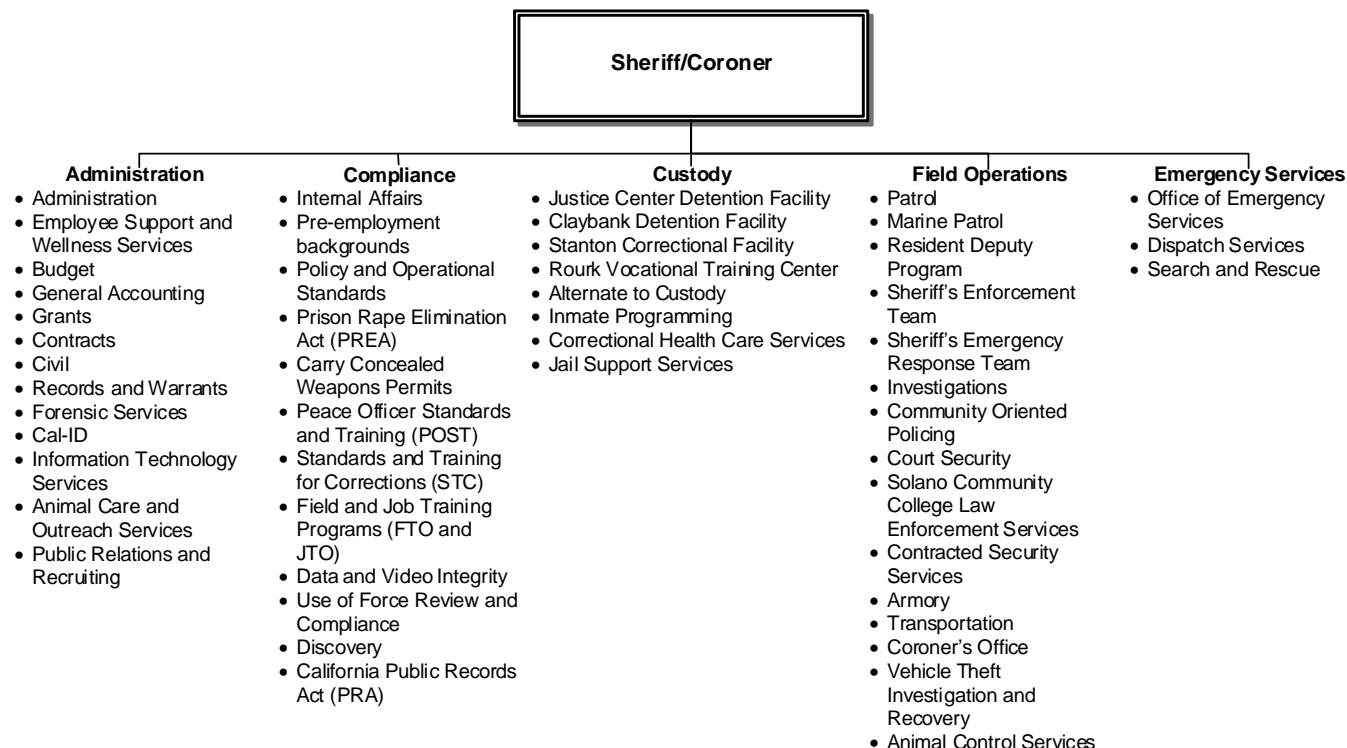 Sheriff/Coroner
Administration
• Administration
• Employee Support and
Wellness Services
• Budget
• General Accounting
• Grants
• Contracts
• Civil
• Records and Warrants
• Forensic Services
• Cal-ID
• Information Technology
Services
• Animal Care and
Outreach Services
• Public Relations and
Recruiting
Compliance
• Internal Affairs
• Pre-employment
backgrounds
• Policy and Operational
Standards
• Prison Rape Elimination
Act (PREA)
• Carry Concealed
Weapons Permits
• Peace Officer Standards
and Training (POST)
• Standards and Training
for Corrections (STC)
• Field and Job Training
Programs (FTO and
JTO)
• Data and Video Integrity
• Use of Force Review and
Compliance
• Discovery
• California Public Records
Act (PRA)
Custody
• Justice Center Detention Facility
• Claybank Detention Facility
• Stanton Correctional Facility
• Rourk Vocational Training Center
• Alternate to Custody
• Inmate Programming
• Correctional Health Care Services
• Jail Support Services
Field Operations
• Patrol
• Marine Patrol
• Resident Deputy
Program
• Sheriff's Enforcement
Team
• Sheriff's Emergency
Response Team
• Investigations
• Community Oriented
Policing
• Court Security
• Solano Community
College Law
Enforcement Services
• Contracted Security
Services
• Armory
• Transportation
• Coroner's Office
• Vehicle Theft
Investigation and
Recovery
• Animal Control Services
Emergency Services
• Office of Emergency
Services
• Dispatch Services
• Search and Rescue